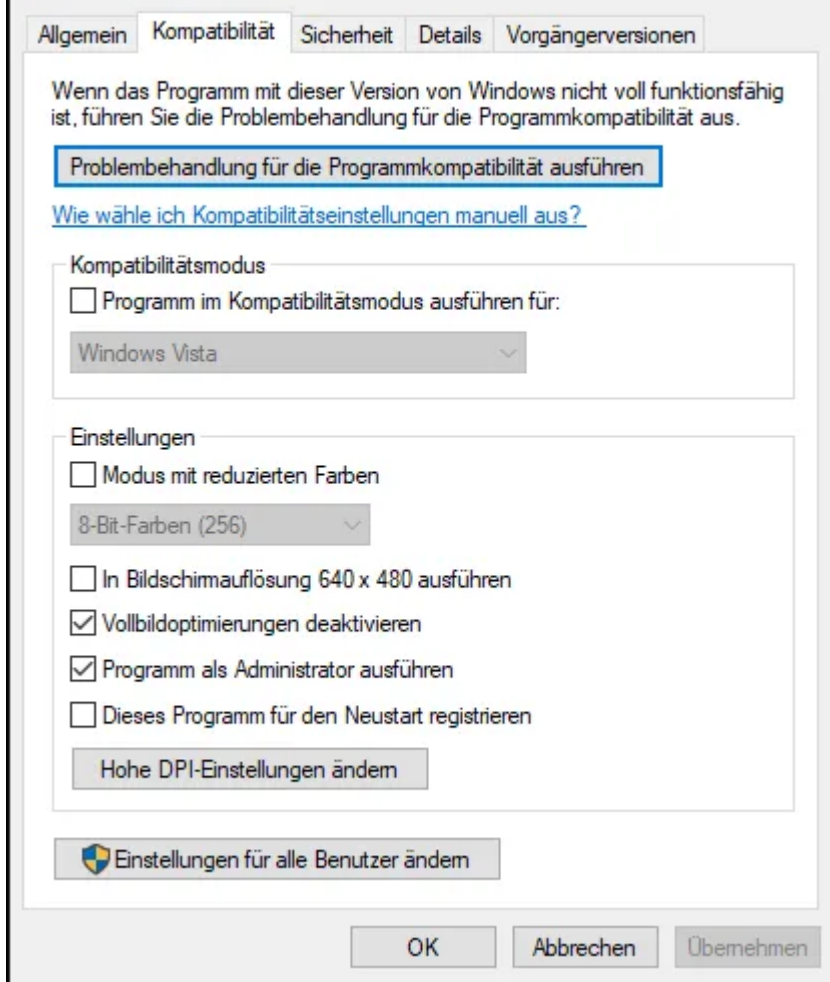 Allgemein Kompatibilität Sicherheit Details Vorgängerversionen
Wenn das Programm mit dieser Version von Windows nicht voll funktionsfähig
ist, führen Sie die Problembehandlung für die Programmkompatibilität aus.
Problembehandlung für die Programmkompatibilität ausführen
Wie wähle ich Kompatibilitätseinstellungen manuell aus?
Kompatibilitätsmodus
Programm im Kompatibilitätsmodus ausführen für:
Windows Vista
Einstellungen
Modus mit reduzierten Farben
8-Bit-Farben (256)
In Bildschirmauflösung 640 x 480 ausführen
Vollbildoptimierungen deaktivieren
Programm als Administrator ausführen
Dieses Programm für den Neustart registrieren
Hohe DPI-Einstellungen ändern
Einstellungen für alle Benutzer ändern
OK Abbrechen Übernehmen